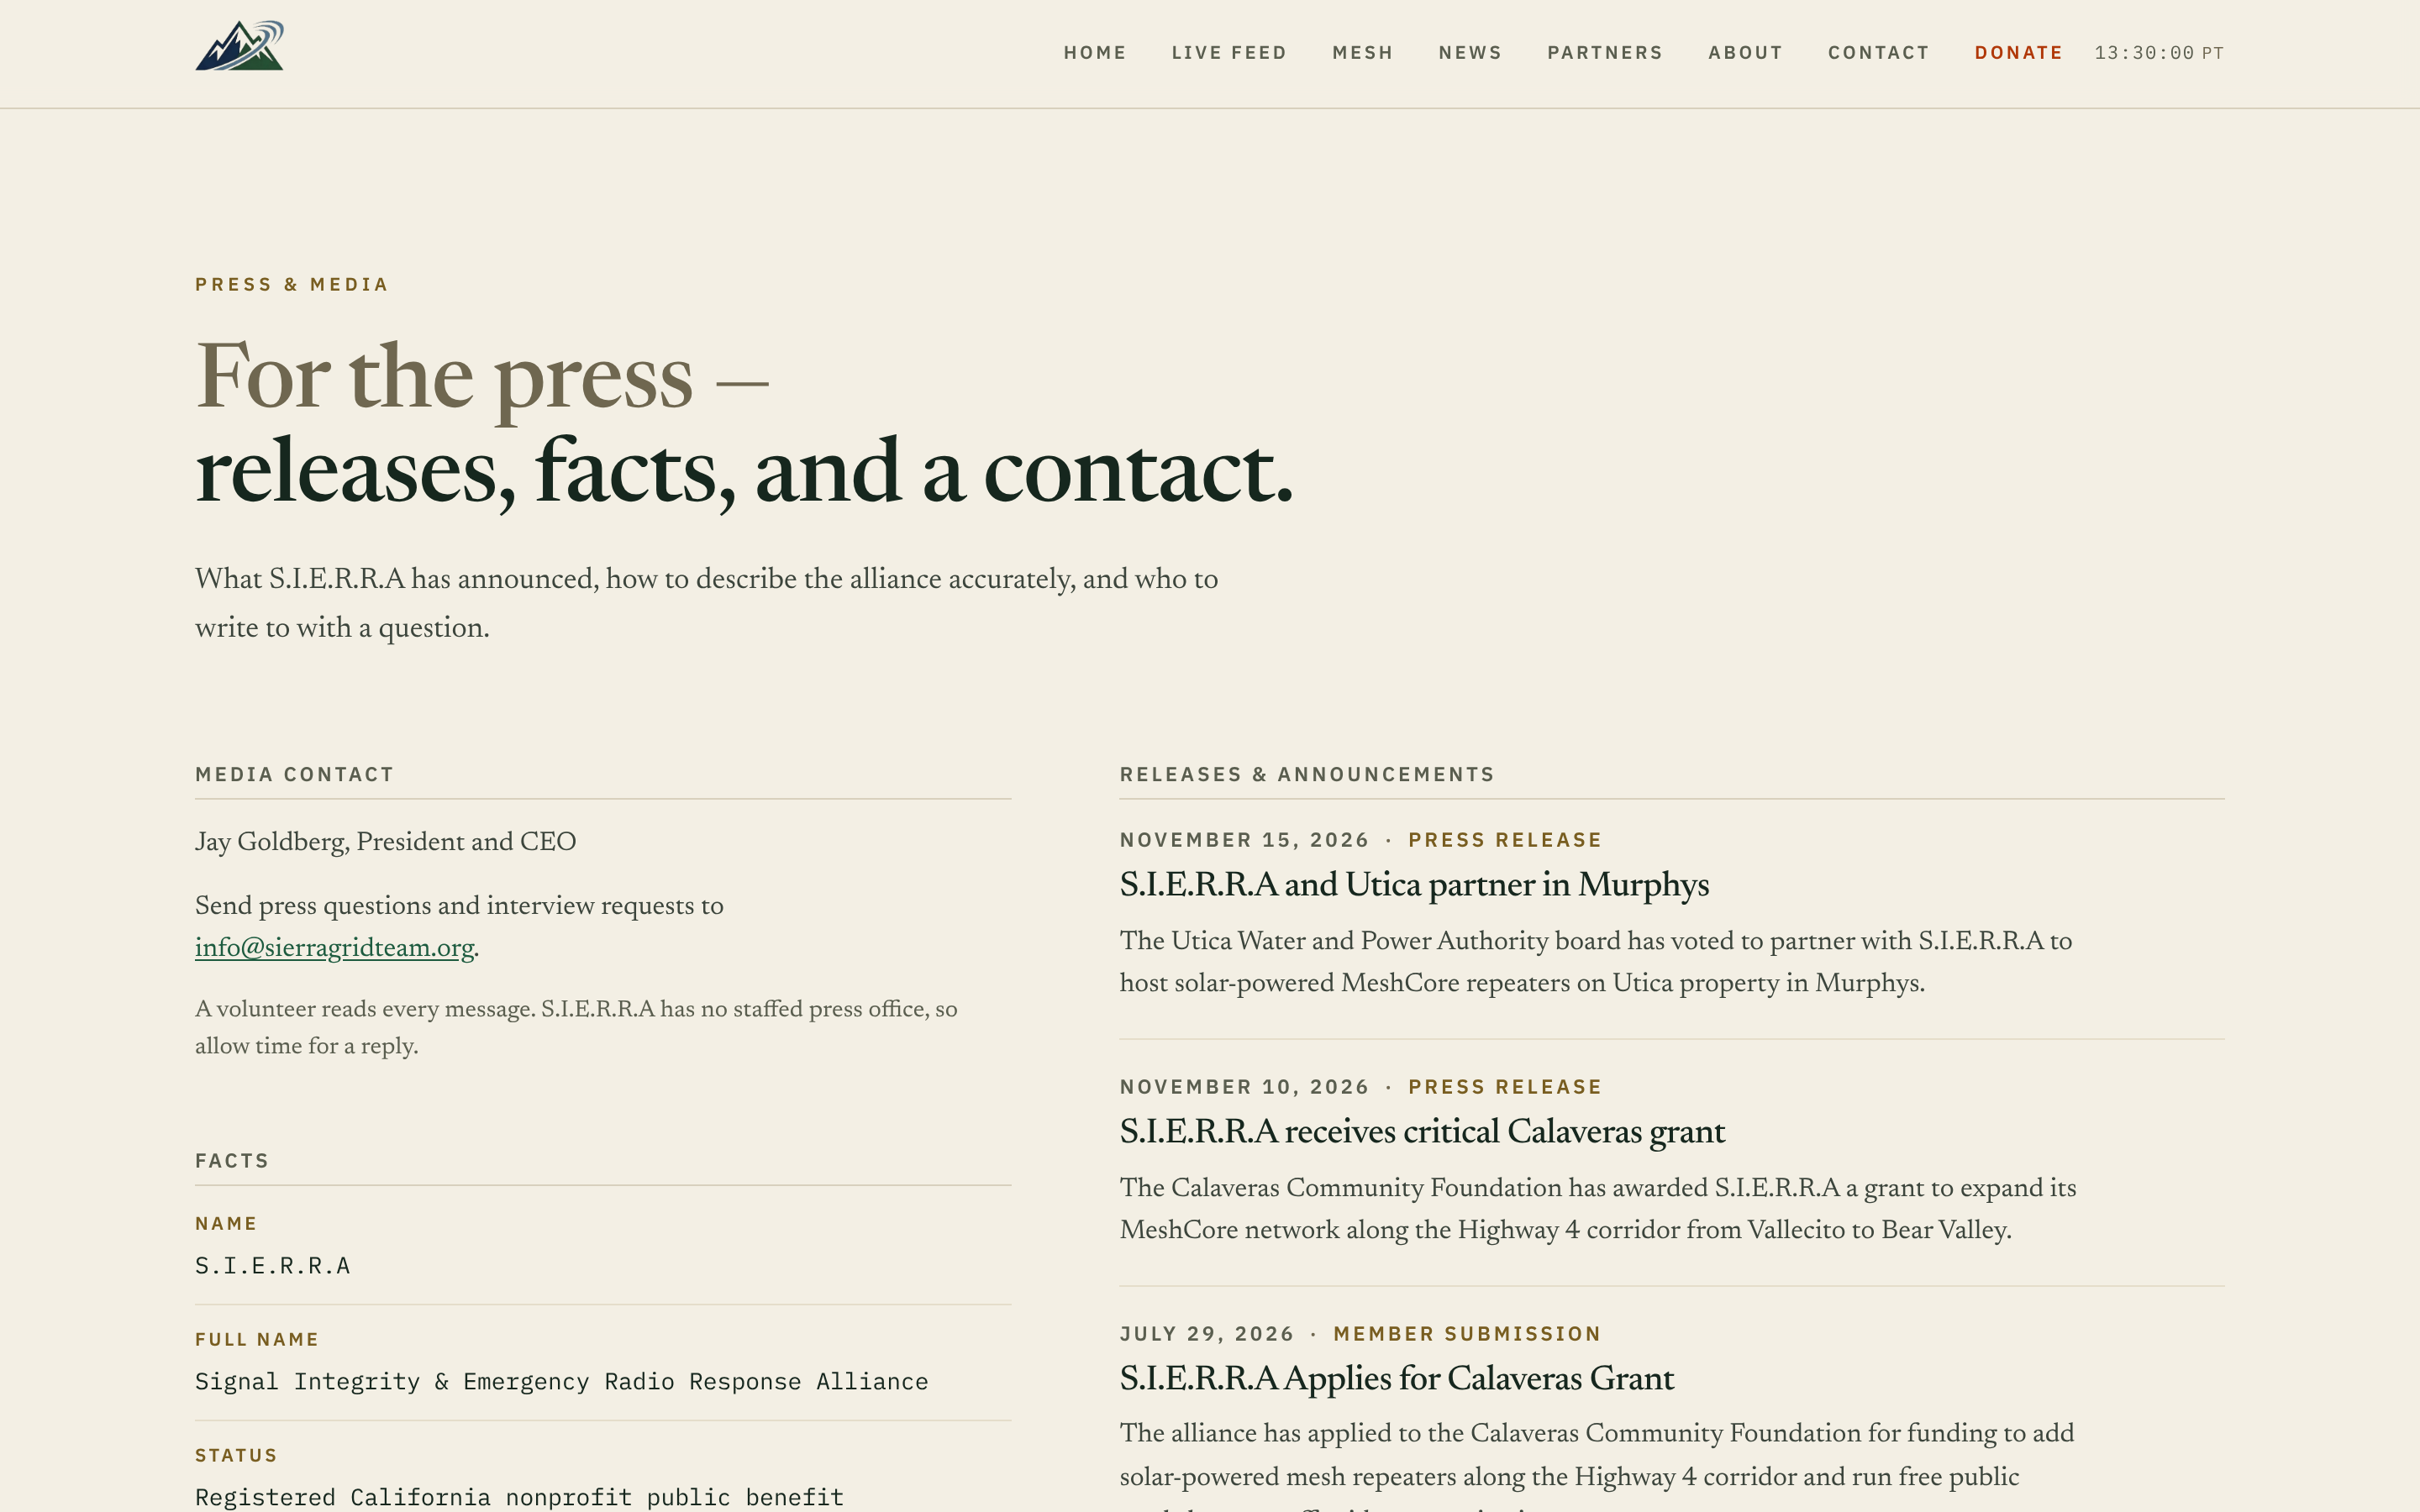 HOME LIVE FEED MESH NEWS PARTNERS ABOUT CONTACT DONATE 13:30:00 PT
PRESS & MEDIA
For the press —
releases, facts, and a contact.
What S.I.E.R.R.A has announced, how to describe the alliance accurately, and who to
write to with a question.
MEDIA CONTACT
Jay Goldberg, President and CEO
Send press questions and interview requests to
info@sierragridteam.org.
A volunteer reads every message. S.I.E.R.R.A has no staffed press office, so
allow time for a reply.
FACTS
NAME
S.I.E.R.R.A
FULL NAME
Signal Integrity & Emergency Radio Response Alliance
STATUS
Registered California nonprofit public benefit
RELEASES & ANNOUNCEMENTS
NOVEMBER 15, 2026 · PRESS RELEASE
S.I.E.R.R.A and Utica partner in Murphys
The Utica Water and Power Authority board has voted to partner with S.I.E.R.R.A to
host solar-powered MeshCore repeaters on Utica property in Murphys.
NOVEMBER 10, 2026 · PRESS RELEASE
S.I.E.R.R.A receives critical Calaveras grant
The Calaveras Community Foundation has awarded S.I.E.R.R.A a grant to expand its
MeshCore network along the Highway 4 corridor from Vallecito to Bear Valley.
JULY 29, 2026 · MEMBER SUBMISSION
S.I.E.R.R.A Applies for Calaveras Grant
The alliance has applied to the Calaveras Community Foundation for funding to add
solar-powered mesh repeaters along the Highway 4 corridor and run free public